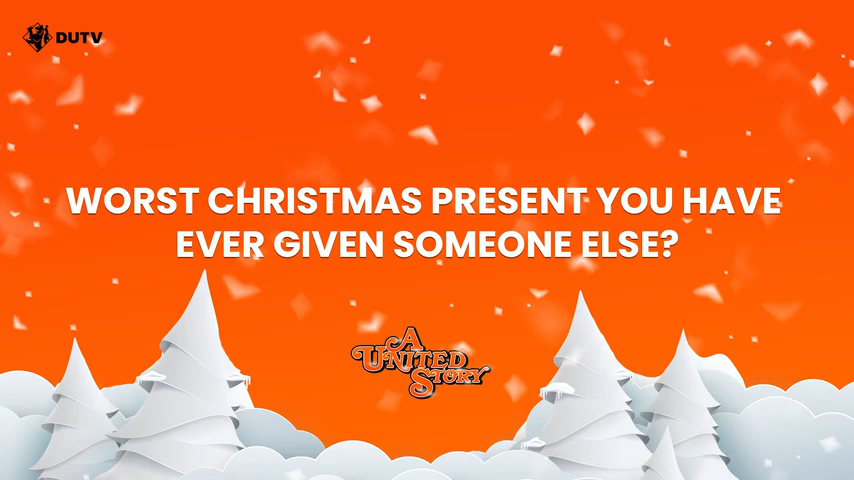 DUTV
WORST CHRISTMAS PRESENT YOU HAVE
EVER GIVEN SOMEONE ELSE?
A
UNITED
STORY